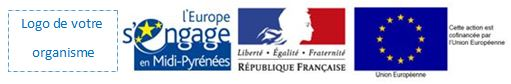 Logo de votre
organisme
l'Europe
s'engage
en Midi-Pyrénées
Liberté • Égalité • Fraternité
RÉPUBLIQUE FRANÇAISE
Union Européenne
Cette action est
cofinancée par
l'Union Européenne